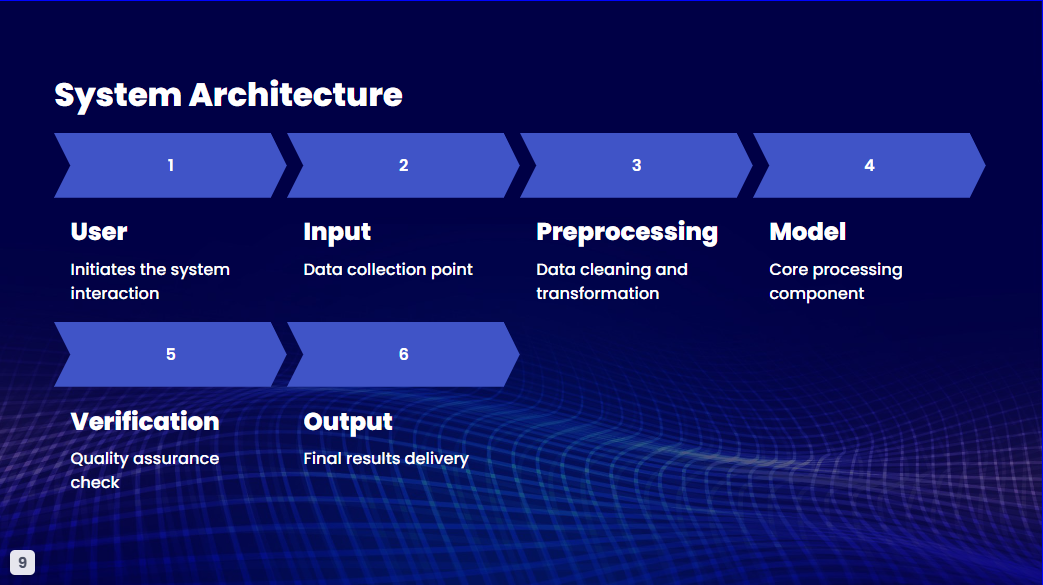 System Architecture
1
2
3
4
User
Input
Preprocessing
Model
Initiates the system
interaction
Data collection point
Data cleaning and
transformation
Core processing
component
5
6
Verification
Output
Quality assurance
check
Final results delivery
9